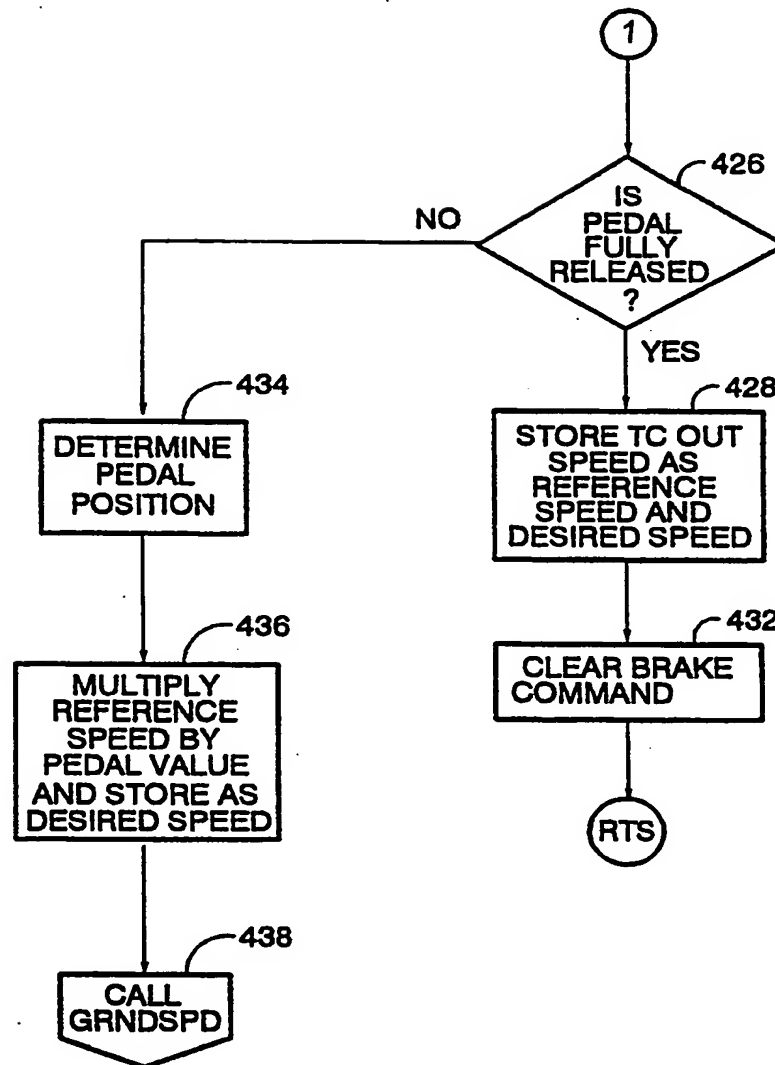 1
426
IS
PEDAL
FULLY
RELEASED
?
NO
YES
434
DETERMINE
PEDAL
POSITION
428
STORE TC OUT
SPEED AS
REFERENCE
SPEED AND
DESIRED SPEED
436
MULTIPLY
REFERENCE
SPEED BY
PEDAL VALUE
AND STORE AS
DESIRED SPEED
432
CLEAR BRAKE
COMMAND
RTS
438
CALL
GRNDSPD